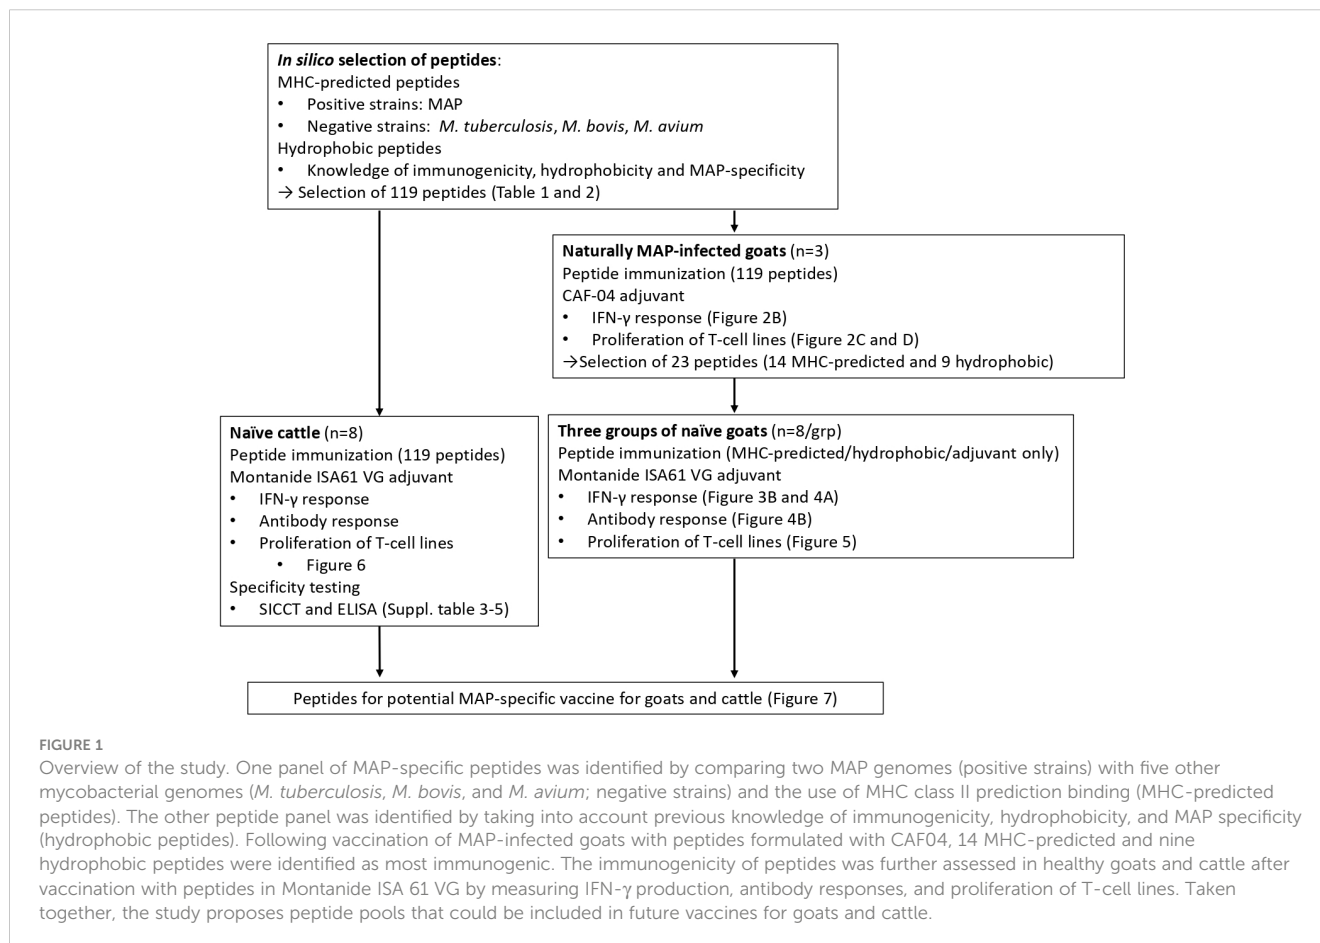 In silico selection of peptides:
MHC-predicted peptides
• Positive strains: MAP
• Negative strains: M. tuberculosis, M. bovis, M. avium
Hydrophobic peptides
• Knowledge of immunogenicity, hydrophobicity and MAP-specificity
→ Selection of 119 peptides (Table 1 and 2)
Naturally MAP-infected goats (n=3)
Peptide immunization (119 peptides)
CAF-04 adjuvant
• IFN-γ response (Figure 2B)
• Proliferation of T-cell lines (Figure 2C and D)
→Selection of 23 peptides (14 MHC-predicted and 9 hydrophobic)
Naïve cattle (n=8)
Peptide immunization (119 peptides)
Montanide ISA61 VG adjuvant
• IFN-γ response
• Antibody response
• Proliferation of T-cell lines
• Figure 6
Specificity testing
• SICCT and ELISA (Suppl. table 3-5)
Three groups of naïve goats (n=8/grp)
Peptide immunization (MHC-predicted/hydrophobic/adjuvant only)
Montanide ISA61 VG adjuvant
• IFN-γ response (Figure 3B and 4A)
• Antibody response (Figure 4B)
• Proliferation of T-cell lines (Figure 5)
Peptides for potential MAP-specific vaccine for goats and cattle (Figure 7)
FIGURE 1
Overview of the study. One panel of MAP-specific peptides was identified by comparing two MAP genomes (positive strains) with five other
mycobacterial genomes (M. tuberculosis, M. bovis, and M. avium; negative strains) and the use of MHC class II prediction binding (MHC-predicted
peptides). The other peptide panel was identified by taking into account previous knowledge of immunogenicity, hydrophobicity, and MAP specificity
(hydrophobic peptides). Following vaccination of MAP-infected goats with peptides formulated with CAF04, 14 MHC-predicted and nine
hydrophobic peptides were identified as most immunogenic. The immunogenicity of peptides was further assessed in healthy goats and cattle after
vaccination with peptides in Montanide ISA 61 VG by measuring IFN-γ production, antibody responses, and proliferation of T-cell lines. Taken
together, the study proposes peptide pools that could be included in future vaccines for goats and cattle.